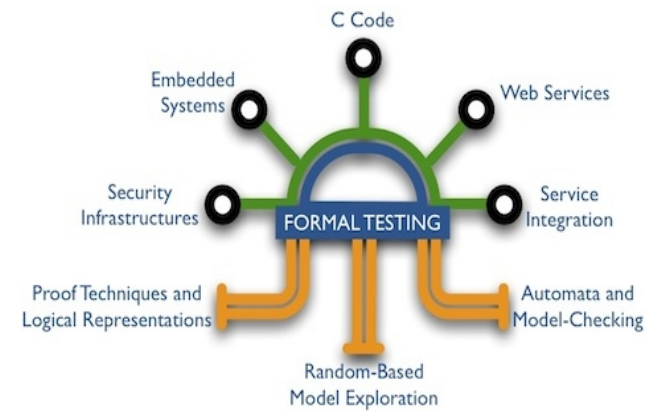 C Code
Embedded
Systems
Web Services
Security
Infrastructures
Service
Integration
FORMAL TESTING
Proof Techniques and
Logical Representations
Automata and
Model-Checking
Random-Based
Model Exploration